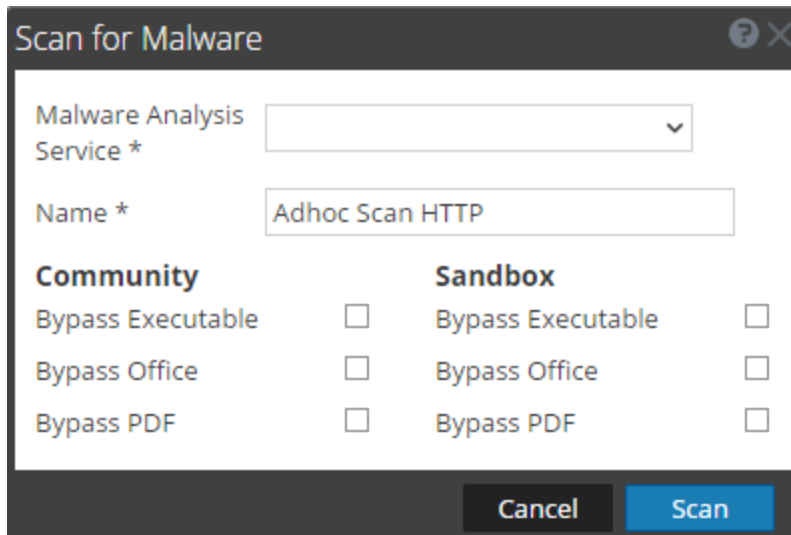 Scan for Malware
Malware Analysis
Service *
Name *
Adhoc Scan HTTP
Community
Sandbox
Bypass Executable
Bypass Executable
Bypass Office
Bypass Office
Bypass PDF
Bypass PDF
Cancel
Scan